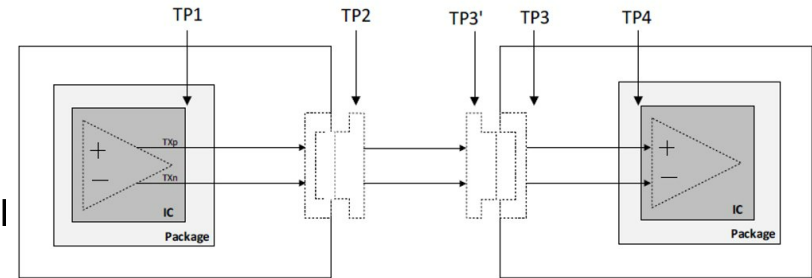 TP1 TP2 TP3' TP3 TP4
TXp
TXn
IC
Package
IC
Package